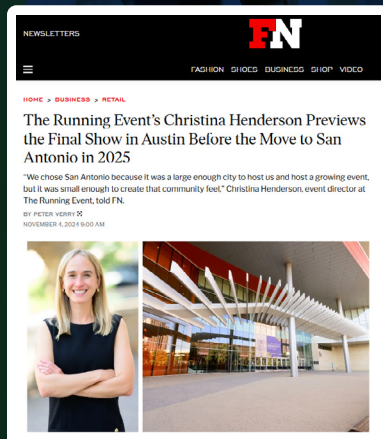 NEWSLETTERS
FN
FASHION SHOES BUSINESS SHOP VIDEO
HOME > BUSINESS > RETAIL
The Running Event's Christina Henderson Previews
the Final Show in Austin Before the Move to San
Antonio in 2025
“We chose San Antonio because it was a large enough city to host us and host a growing event,
but it was small enough to create that community feel,” Christina Henderson, event director at
The Running Event, told FN.
BY PETER VERRY
NOVEMBER 4, 2024 9:00 AM